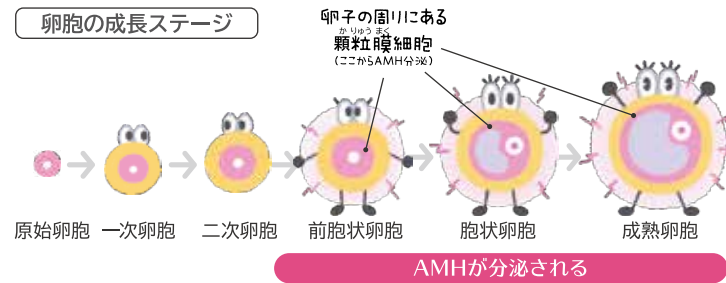 卵胞の成長ステージ
卵子の周りにある
かりゅうまく
顆粒膜細胞
(ここからAMH分泌)
原始卵胞
一次卵胞
二次卵胞
前胞状卵胞
胞状卵胞
成熟卵胞
AMHが分泌される